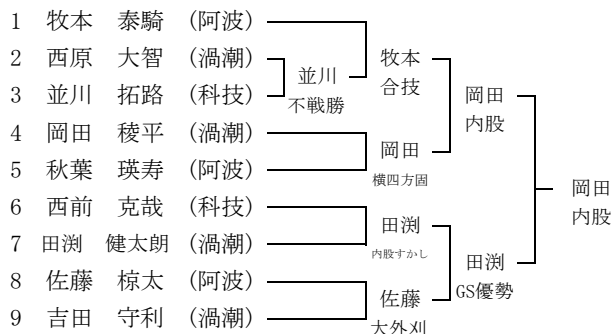 1 牧本 泰騎 (阿波)
2 西原 大智 (渦潮)
3 並川 拓路 (科技)
4 岡田 稜平 (渦潮)
5 秋葉 瑛寿 (阿波)
6 西前 克哉 (科技)
7 田渕 健太朗 (渦潮)
8 佐藤 椋太 (阿波)
9 吉田 守利 (渦潮)
並川
不戦勝
牧本
合技
岡田
横四方固
田渕
内股すかし
佐藤
大外刈
岡田
内股
田渕
GS優勢
岡田
内股